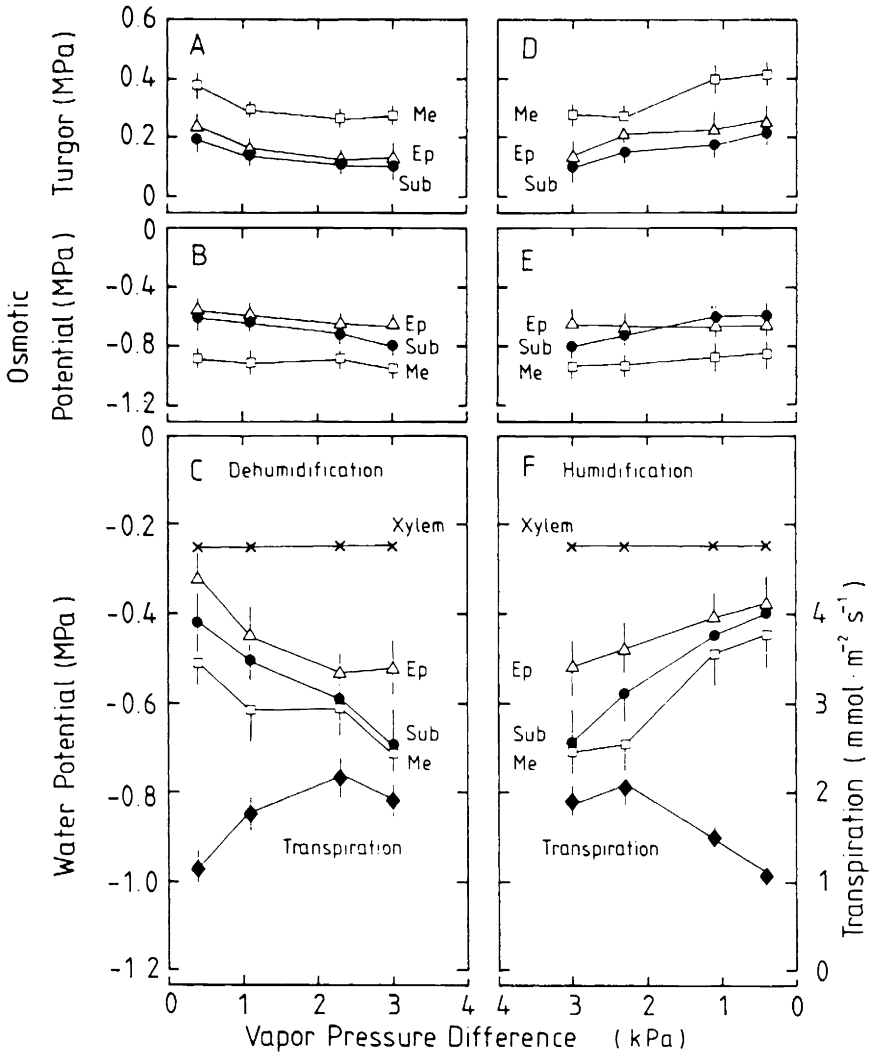 Turgor (MPa)
0.6
0.4
0.2
0
A
Me
Ep
Sub
D
Me
Ep
Sub
Osmotic
Potential (MPa)
0
-0.4
-0.8
-1.2
B
Ep
Sub
Me
E
Ep
Sub
Me
Water Potential (MPa)
0
-0.2
-0.4
-0.6
-0.8
-1.0
-1.2
C Dehumidification
Xylem
Ep
Sub
Me
Transpiration
F Humidification
Xylem
Ep
Sub
Me
Transpiration
4
3
2
1
0
Transpiration (mmol · m⁻² s⁻¹)
0 1 2 3 4
4 3 2 1 0
Vapor Pressure Difference (kPa)